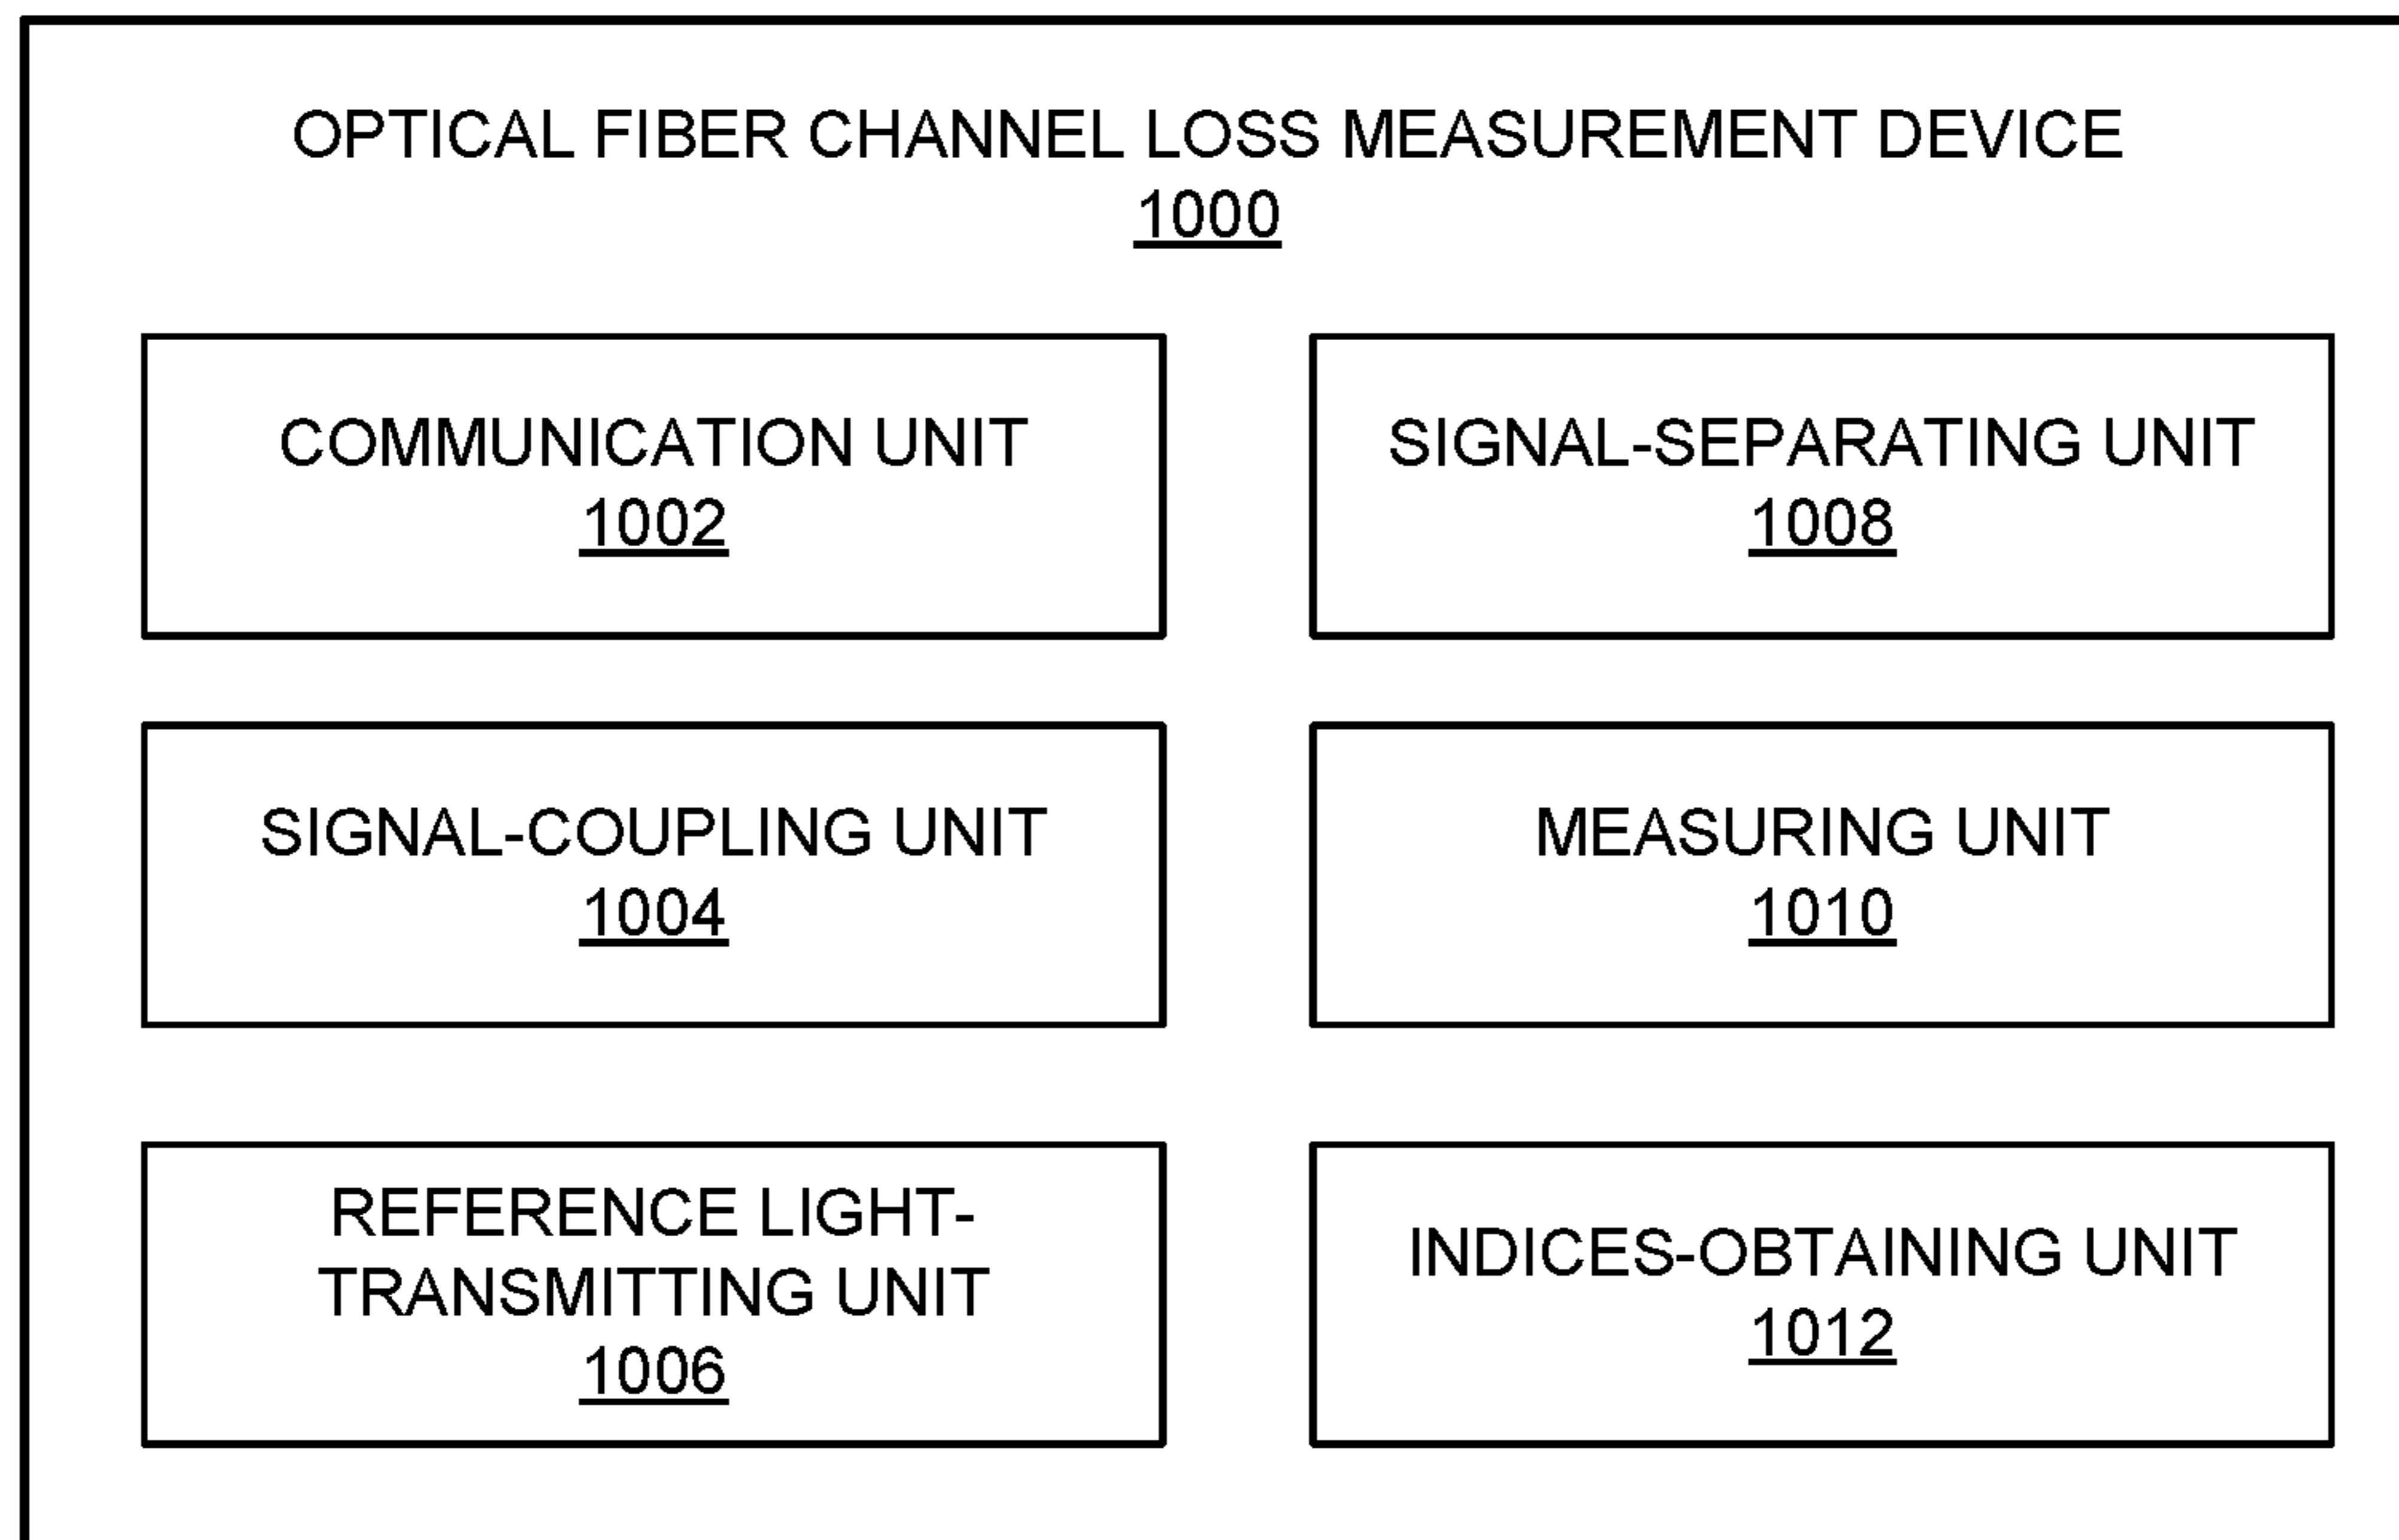 OPTICAL FIBER CHANNEL LOSS MEASUREMENT DEVICE
1000
COMMUNICATION UNIT
1002
SIGNAL-COUPLING UNIT
1004
REFERENCE LIGHT-
TRANSMITTING UNIT
1006
SIGNAL-SEPARATING UNIT
1008
MEASURING UNIT
1010
INDICES-OBTAINING UNIT
1012